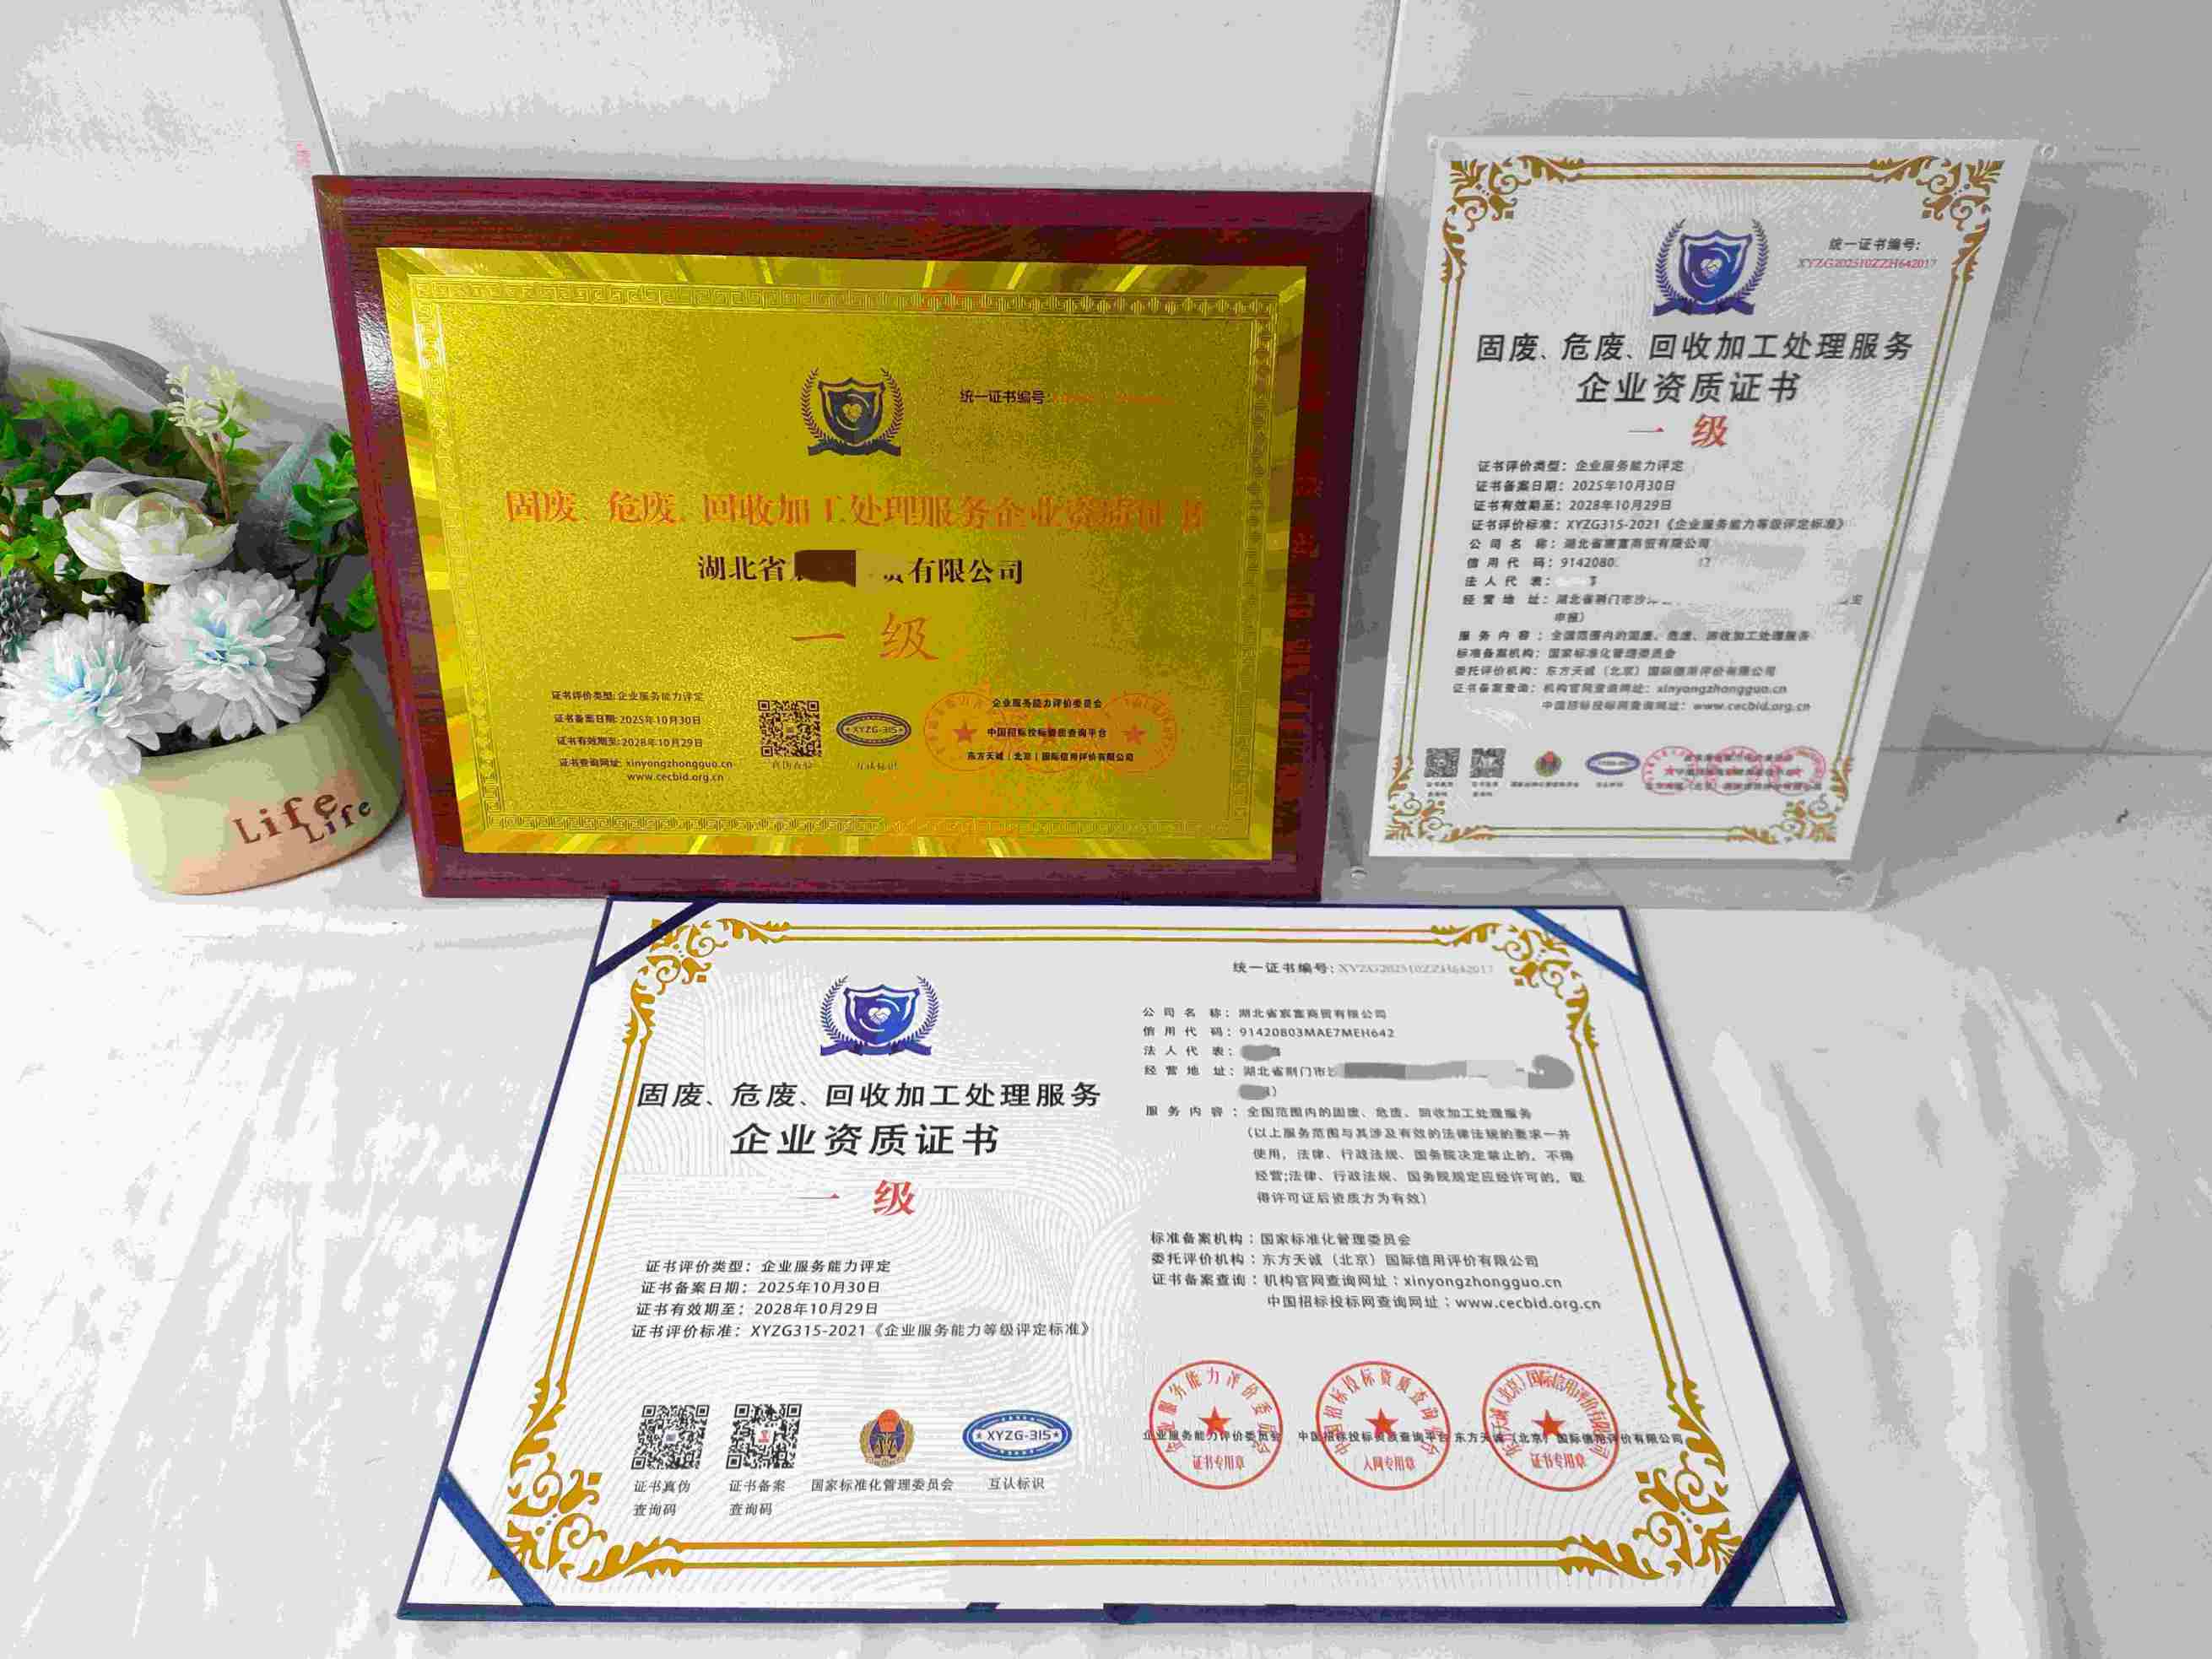 统一证书编号:
固废、危废、回收加工处理服务企业资质证书
湖北省 有限公司
一 级
证书评价类型:企业服务能力评定
证书备案日期:2025年10月30日
证书有效期至:2028年10月29日
证书查询网址:xinyongzhongguo.cn
www.cecbid.org.cn
XYZG-315
互认标识
企业服务能力评价委员会
中国招标投标资质查询平台
东方天诚(北京)国际信用评价有限公司
统一证书编号:
XYZG202510ZZH642017
固废、危废、回收加工处理服务
企业资质证书
一 级
证书评价类型:企业服务能力评定
证书备案日期:2025年10月30日
证书有效期至:2028年10月29日
证书评价标准:XYZG315-2021《企业服务能力等级评定标准》
公司名称:湖北省宸富商贸有限公司
信用代码:9142080
法人代表:
经营地址:湖北省荆门市沙
申报)
服务内容:全国范围内的固废、危废、回收加工处理服务
标准备案机构:国家标准化管理委员会
委托评价机构:东方天诚(北京)国际信用评价有限公司
证书备案查询:机构官网查询网址:xinyongzhongguo.cn
中国招标投标网查询网址:www.cecbid.org.cn
Life
Life
固废、危废、回收加工处理服务
企业资质证书
一 级
证书评价类型:企业服务能力评定
证书备案日期:2025年10月30日
证书有效期至:2028年10月29日
证书评价标准:XYZG315-2021《企业服务能力等级评定标准》
证书真伪
查询码
证书备案
查询码
国家标准化管理委员会
XYZG-315
互认标识
统一证书编号:XYZG202510ZZH642017
公司名称:湖北省宸富商贸有限公司
信用代码:91420803MAE7MEH642
法人代表:
经营地址:湖北省荆门市
服务内容:全国范围内的固废、危废、回收加工处理服务
(以上服务范围与其涉及有效的法律法规的要求一并
使用,法律、行政法规、国务院决定禁止的,不得
经营;法律、行政法规、国务院规定应经许可的,取
得许可证后资质方为有效)
标准备案机构:国家标准化管理委员会
委托评价机构:东方天诚(北京)国际信用评价有限公司
证书备案查询:机构官网查询网址:xinyongzhongguo.cn
中国招标投标网查询网址:www.cecbid.org.cn
企业服务能力评价委员会
证书专用章
中国招标投标资质查询平台
入网专用章
东方天诚(北京)国际信用评价有限公司
证书专用章